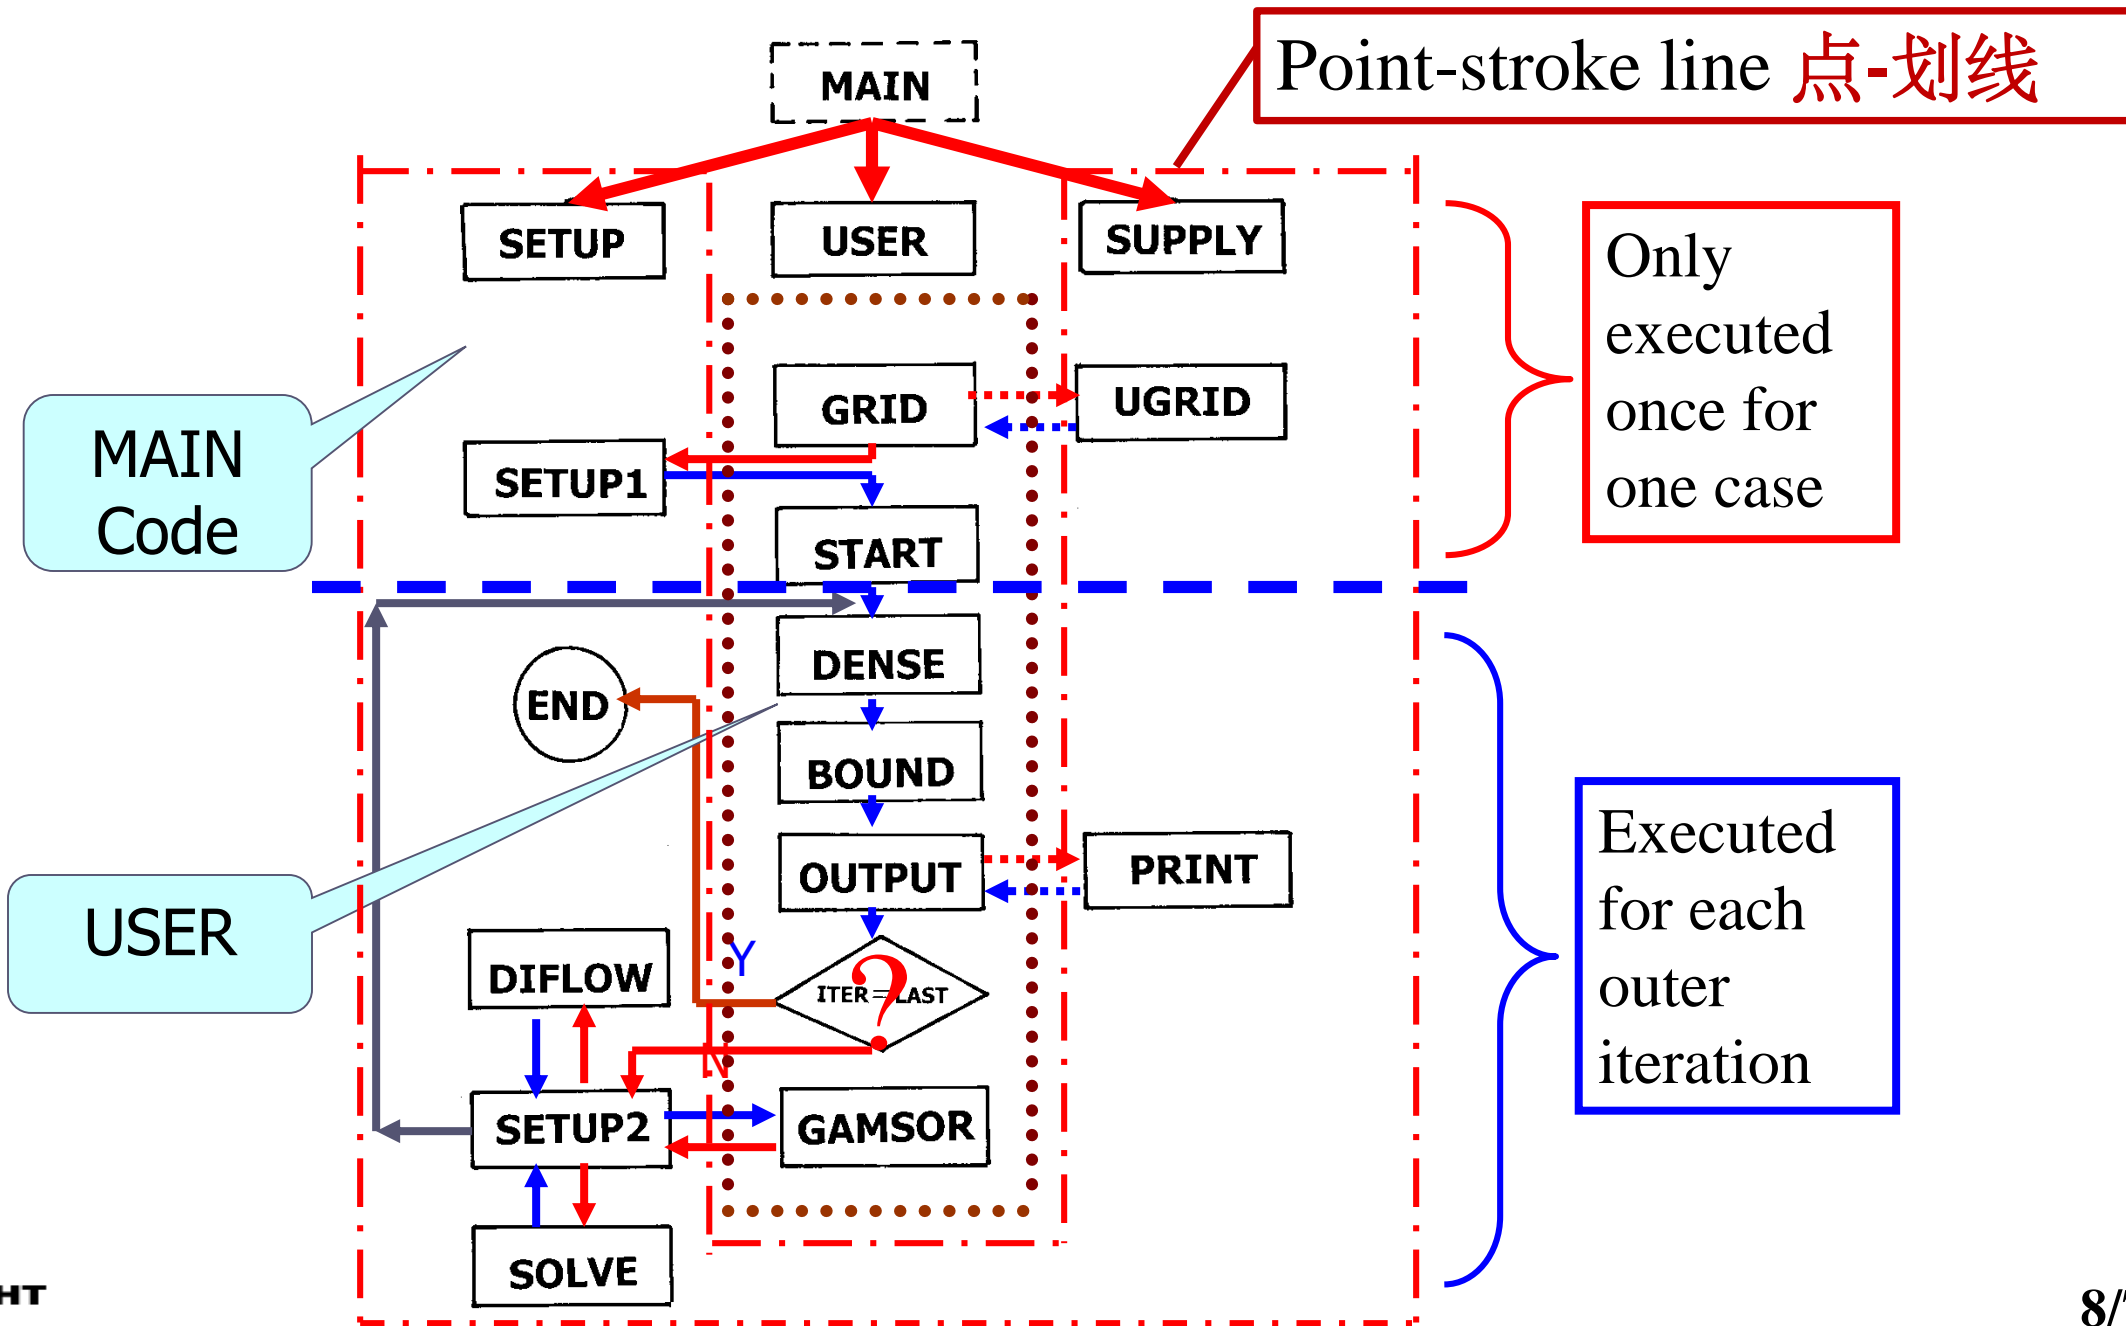 MAIN
Point-stroke line 点-划线
SETUP
USER
SUPPLY
Only
executed
once for
one case
GRID
UGRID
MAIN
Code
SETUP1
START
DENSE
END
BOUND
OUTPUT
PRINT
Executed
for each
outer
iteration
USER
Y
DIFLOW
ITER=LAST
?
N
SETUP2
GAMSOR
SOLVE
8/